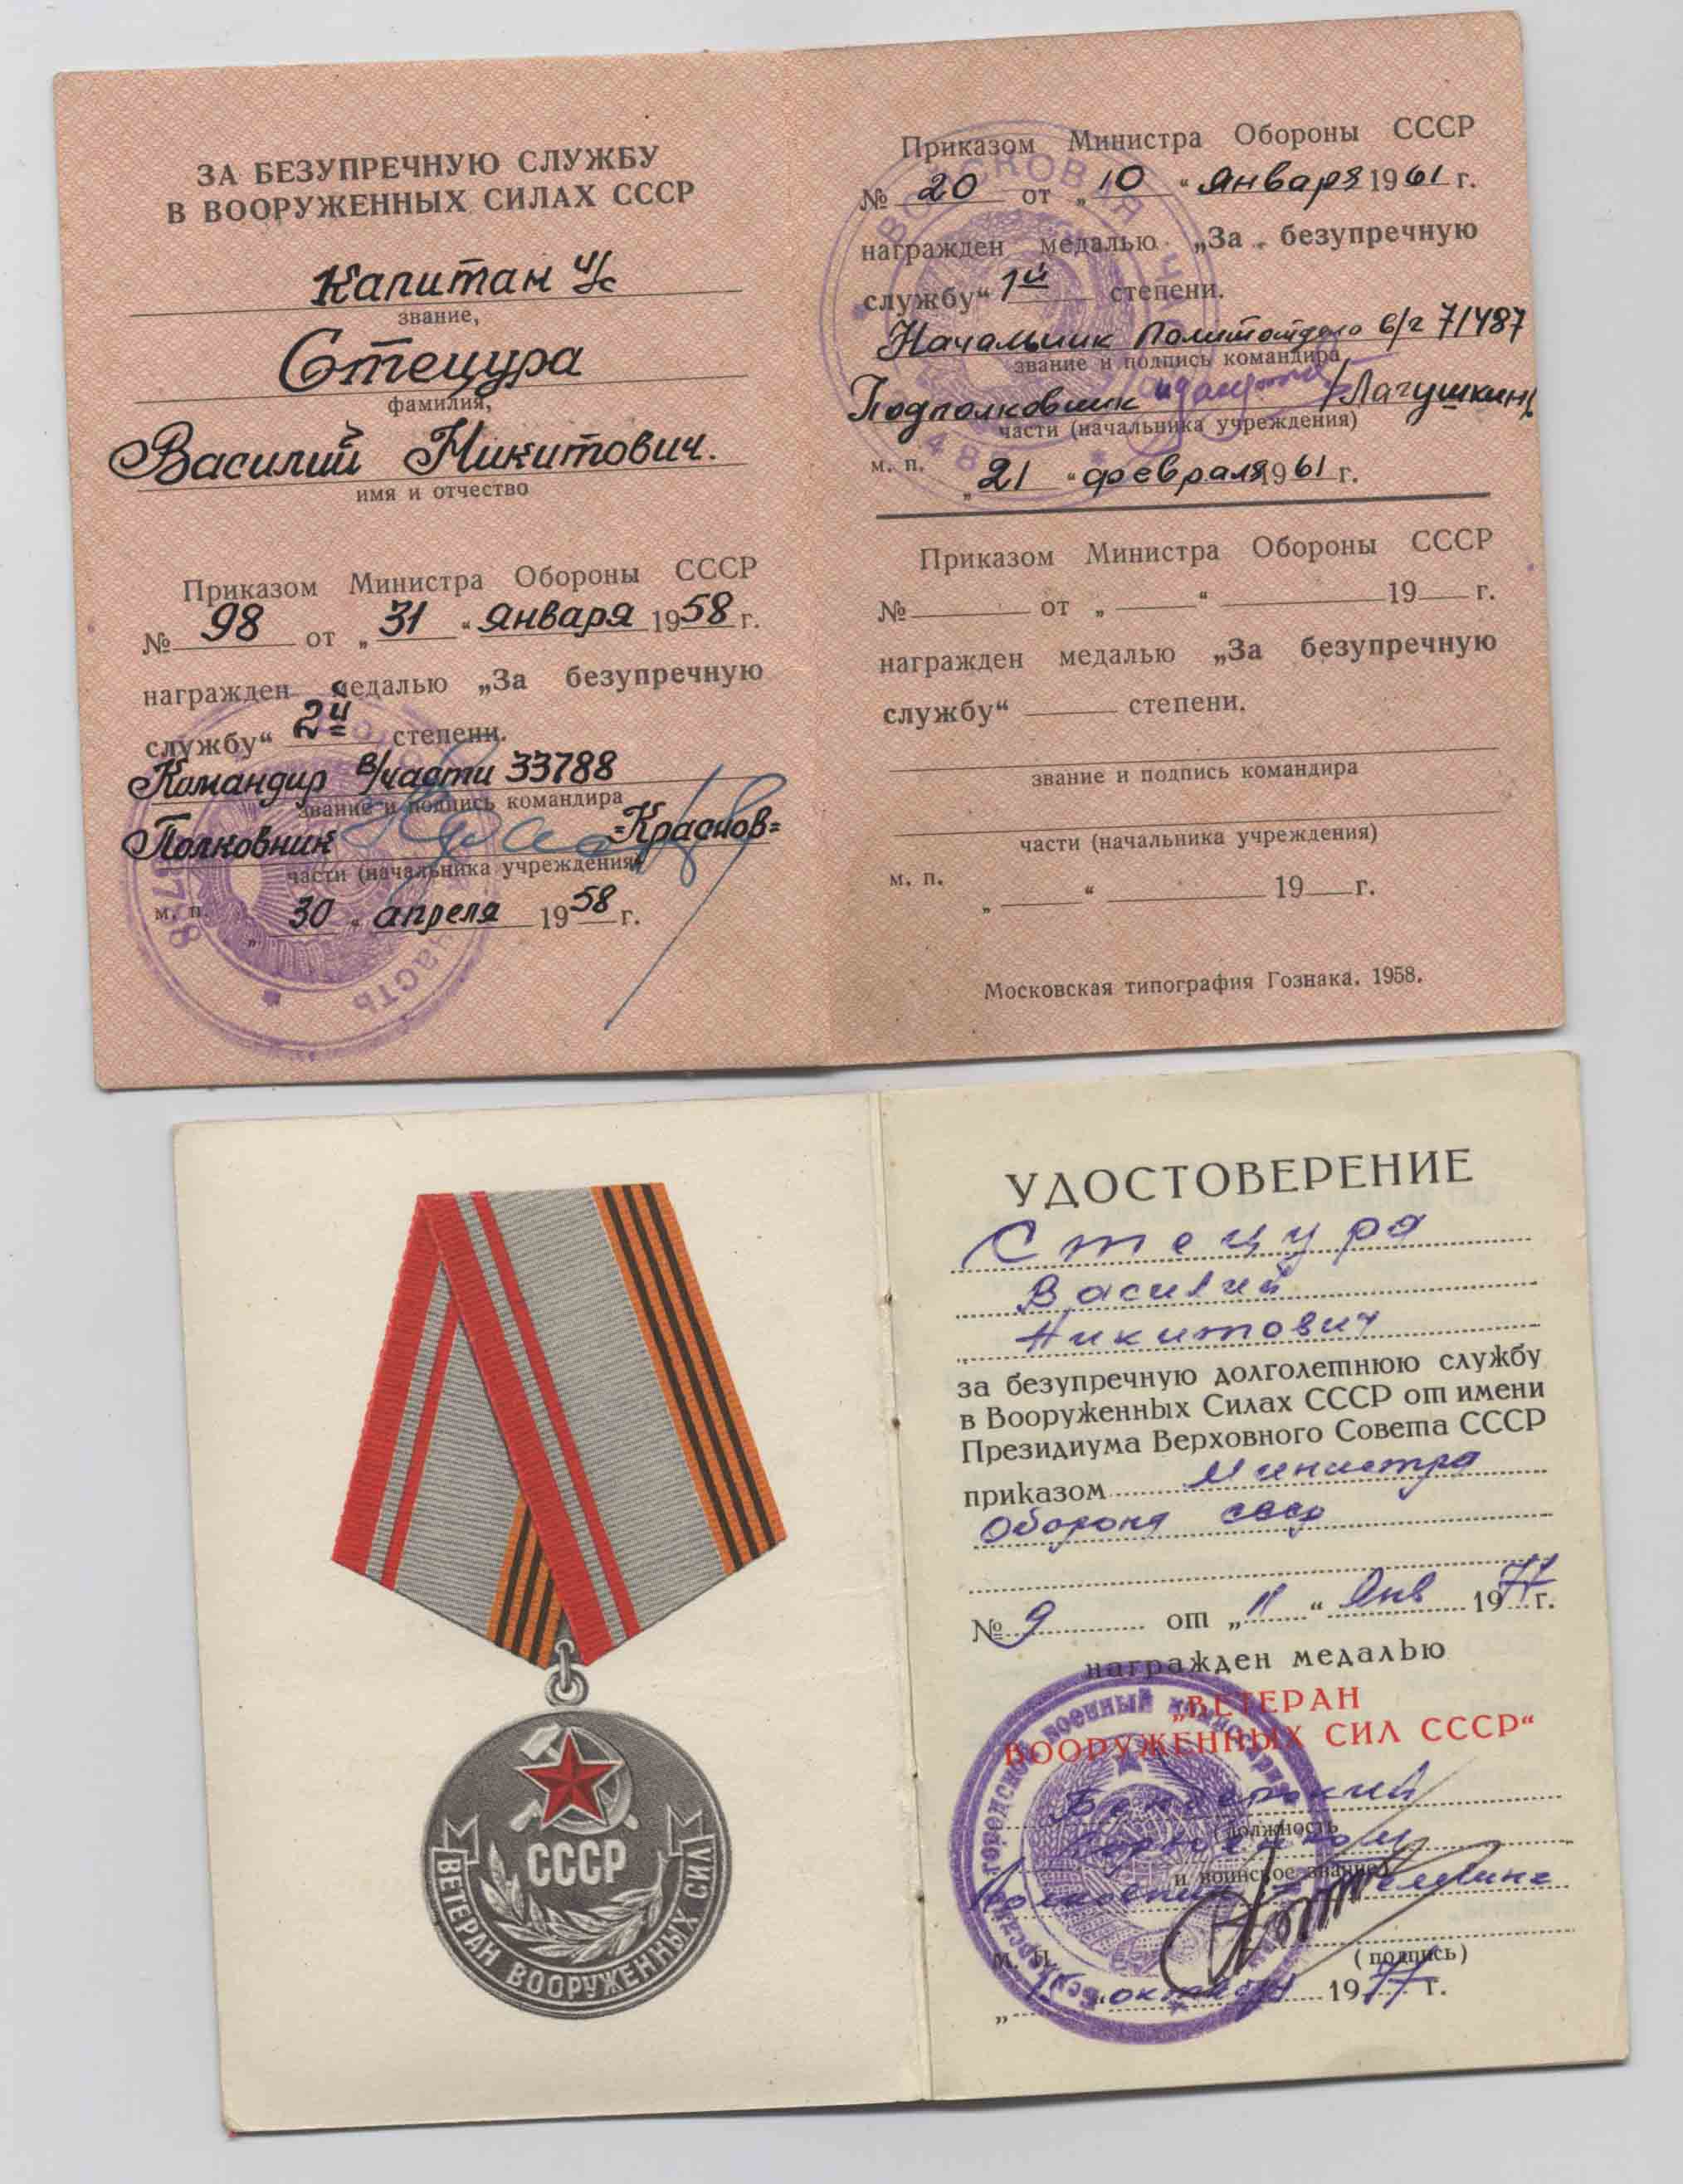 ЗА БЕЗУПРЕЧНУЮ СЛУЖБУ
В ВООРУЖЕННЫХ СИЛАХ СССР
Капитан и/с
звание,
Стецура
фамилия,
Василий Никитович.
имя и отчество
Приказом Министра Обороны СССР
№ 98 от „31“ января 1958 г.
награжден медалью „За безупречную
службу“ 2й степени.
Командир в/части 33788
звание и подпись командира
Полковник =Краснов=
части (начальника учреждения)
м. п.
„30“ апреля 1958 г.
Приказом Министра Обороны СССР
№ 20 от „10“ января 1961 г.
награжден медалью „За безупречную
службу“ 1й степени.
Начальник Политотдела в/ч 71487
звание и подпись командира
Подполковник /Лагушкин/
части (начальника учреждения)
м. п.
„21“ февраля 1961 г.
Приказом Министра Обороны СССР
№ от „ “ 19 г.
награжден медалью „За безупречную
службу“ степени.
звание и подпись командира
части (начальника учреждения)
м. п.
„ “ 19 г.
Московская типография Гознака. 1958.
СССР
ВЕТЕРАН ВООРУЖЕННЫХ СИЛ
УДОСТОВЕРЕНИЕ
Стецура
Василий
Никитович
за безупречную долголетнюю службу
в Вооруженных Силах СССР от имени
Президиума Верховного Совета СССР
приказом Министра
Обороны СССР
№ 9 от „11“ Янв 1977 г.
награжден медалью
„ВЕТЕРАН
ВООРУЖЕННЫХ СИЛ СССР“
Бендерский
(должность
горвоенком
и воинское звание)
Полковник
(подпись)
м. п.
октября 1977 г.